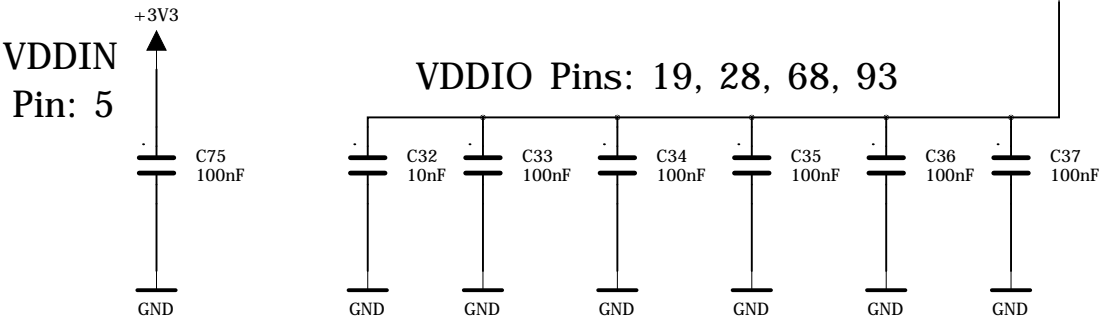 +3V3
VDDIN
Pin: 5
VDDIO Pins: 19, 28, 68, 93
C75
100nF
C32
10nF
C33
100nF
C34
100nF
C35
100nF
C36
100nF
C37
100nF
GND
GND
GND
GND
GND
GND
GND